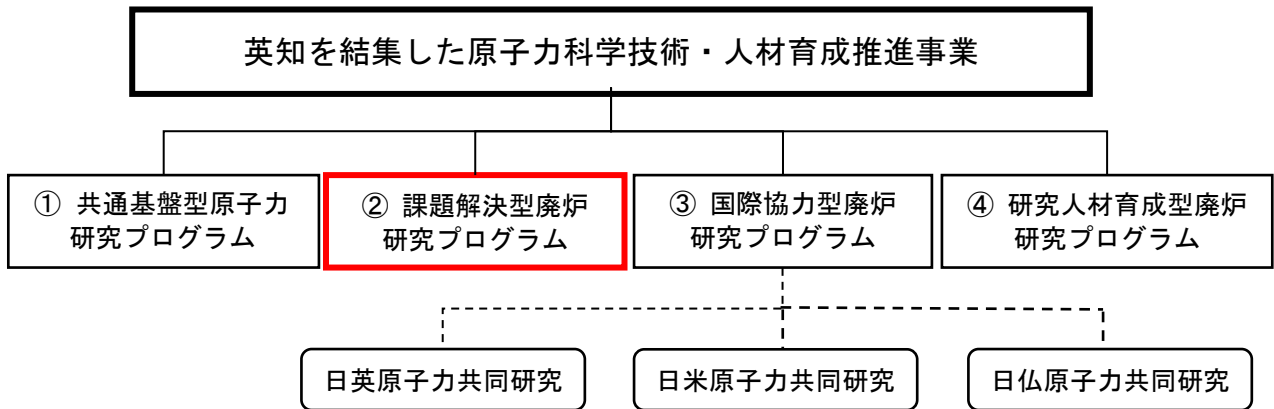 英知を結集した原子力科学技術・人材育成推進事業
① 共通基盤型原子力
研究プログラム
② 課題解決型廃炉
研究プログラム
③ 国際協力型廃炉
研究プログラム
④ 研究人材育成型廃炉
研究プログラム
日英原子力共同研究
日米原子力共同研究
日仏原子力共同研究